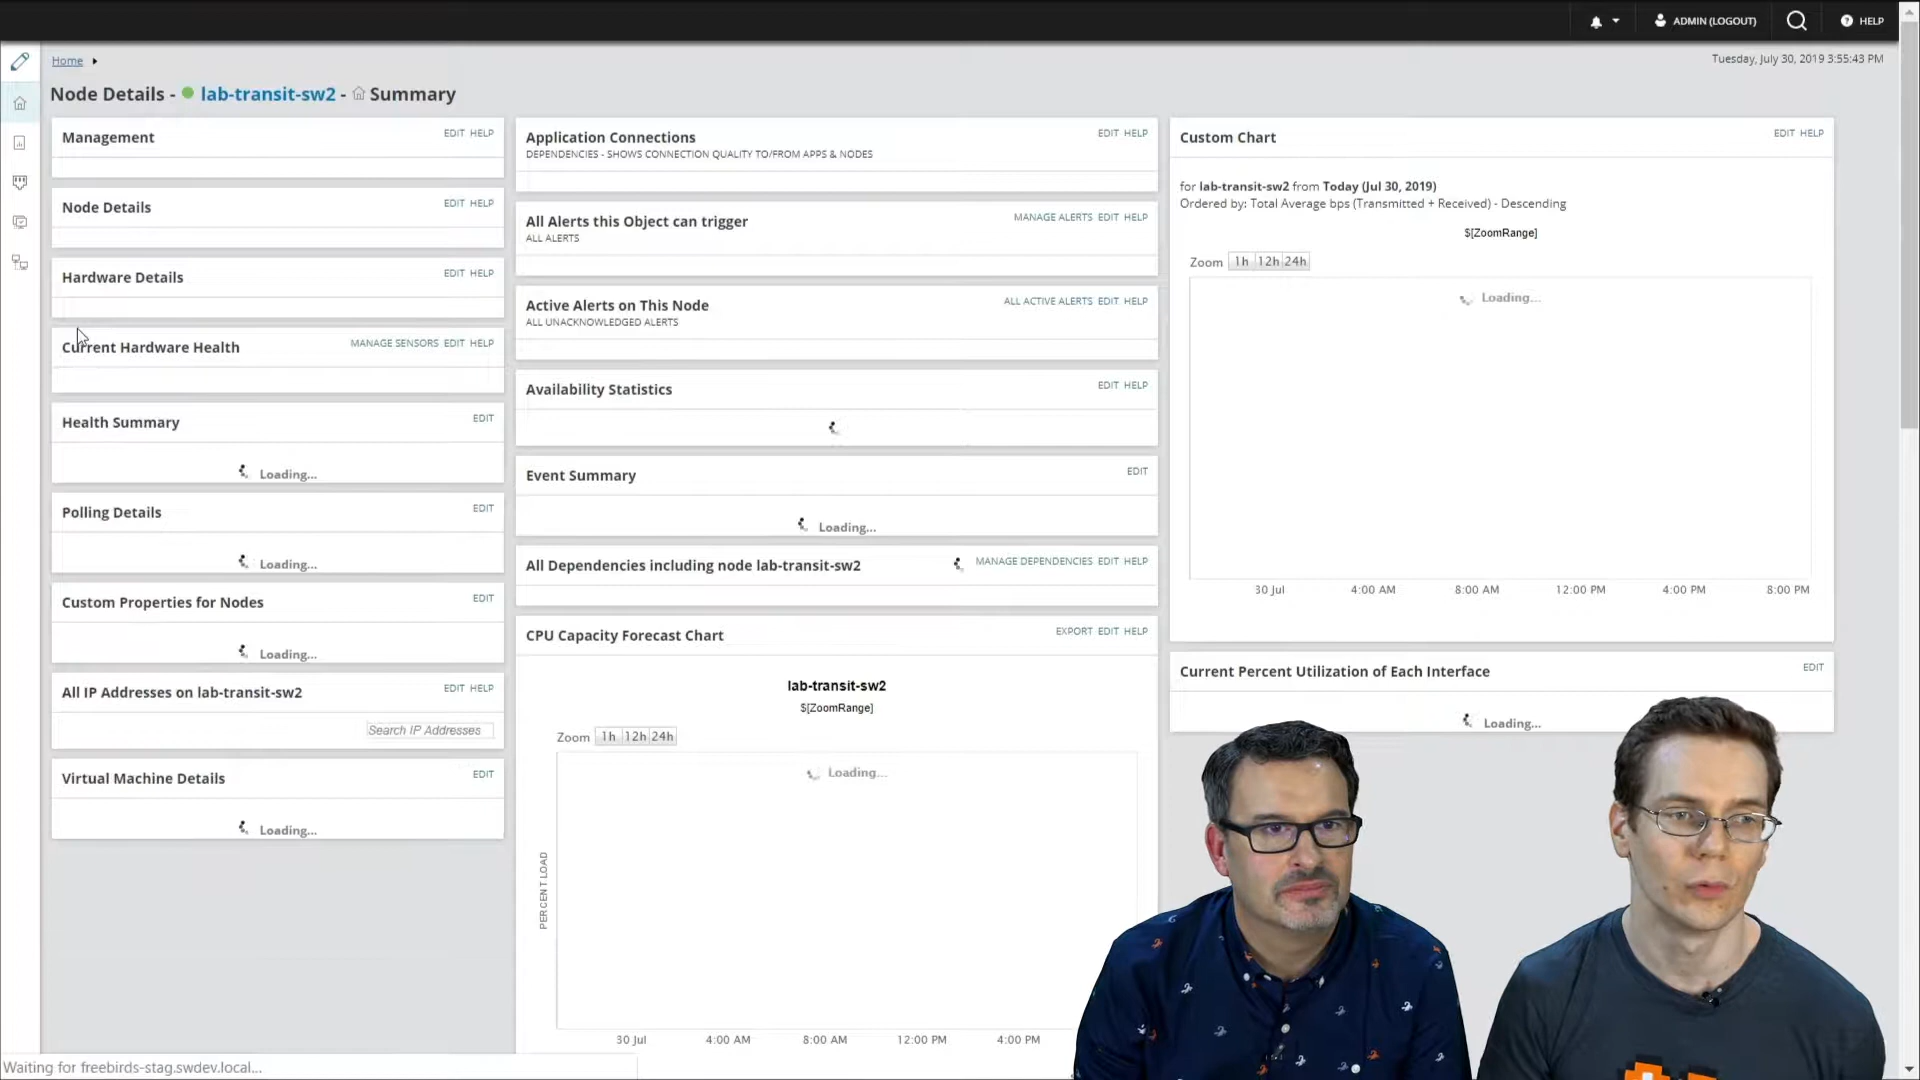 ADMIN (LOGOUT)
HELP
Home
Tuesday, July 30, 2019 3:55:43 PM
Node Details - lab-transit-sw2 - Summary
Management
EDIT HELP
Node Details
EDIT HELP
Hardware Details
EDIT HELP
Current Hardware Health
MANAGE SENSORS EDIT HELP
Health Summary
EDIT
Loading...
Polling Details
EDIT
Loading...
Custom Properties for Nodes
EDIT
Loading...
All IP Addresses on lab-transit-sw2
EDIT HELP
Search IP Addresses
Virtual Machine Details
EDIT
Loading...
Application Connections
EDIT HELP
DEPENDENCIES - SHOWS CONNECTION QUALITY TO/FROM APPS & NODES
All Alerts this Object can trigger
MANAGE ALERTS EDIT HELP
ALL ALERTS
Active Alerts on This Node
ALL ACTIVE ALERTS EDIT HELP
ALL UNACKNOWLEDGED ALERTS
Availability Statistics
EDIT HELP
Event Summary
EDIT
Loading...
All Dependencies including node lab-transit-sw2
MANAGE DEPENDENCIES EDIT HELP
CPU Capacity Forecast Chart
EXPORT EDIT HELP
lab-transit-sw2
$[ZoomRange]
Zoom 1h 12h 24h
Loading...
PERCENT LOAD
30 Jul 4:00 AM 8:00 AM 12:00 PM 4:00 PM
Custom Chart
EDIT HELP
for lab-transit-sw2 from Today (Jul 30, 2019)
Ordered by: Total Average bps (Transmitted + Received) - Descending
$[ZoomRange]
Zoom 1h 12h 24h
Loading...
30 Jul 4:00 AM 8:00 AM 12:00 PM 4:00 PM 8:00 PM
Current Percent Utilization of Each Interface
EDIT
Loading...
Waiting for freebirds-stag.swdev.local...